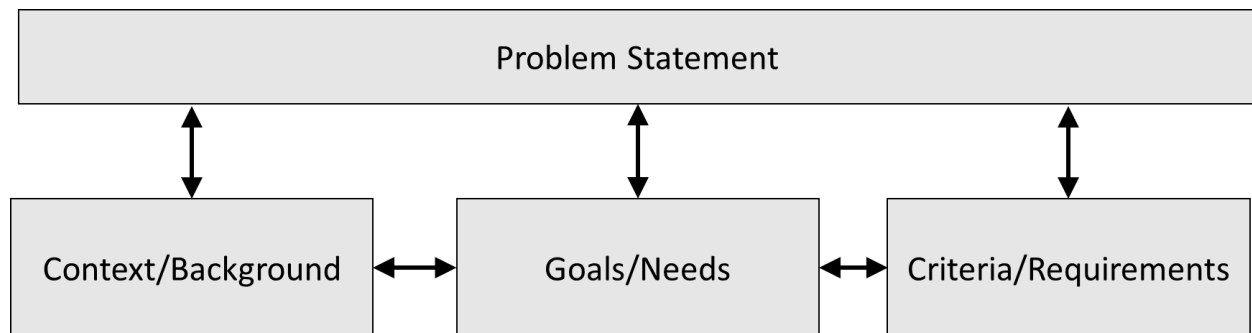 Problem Statement
Context/Background
Goals/Needs
Criteria/Requirements